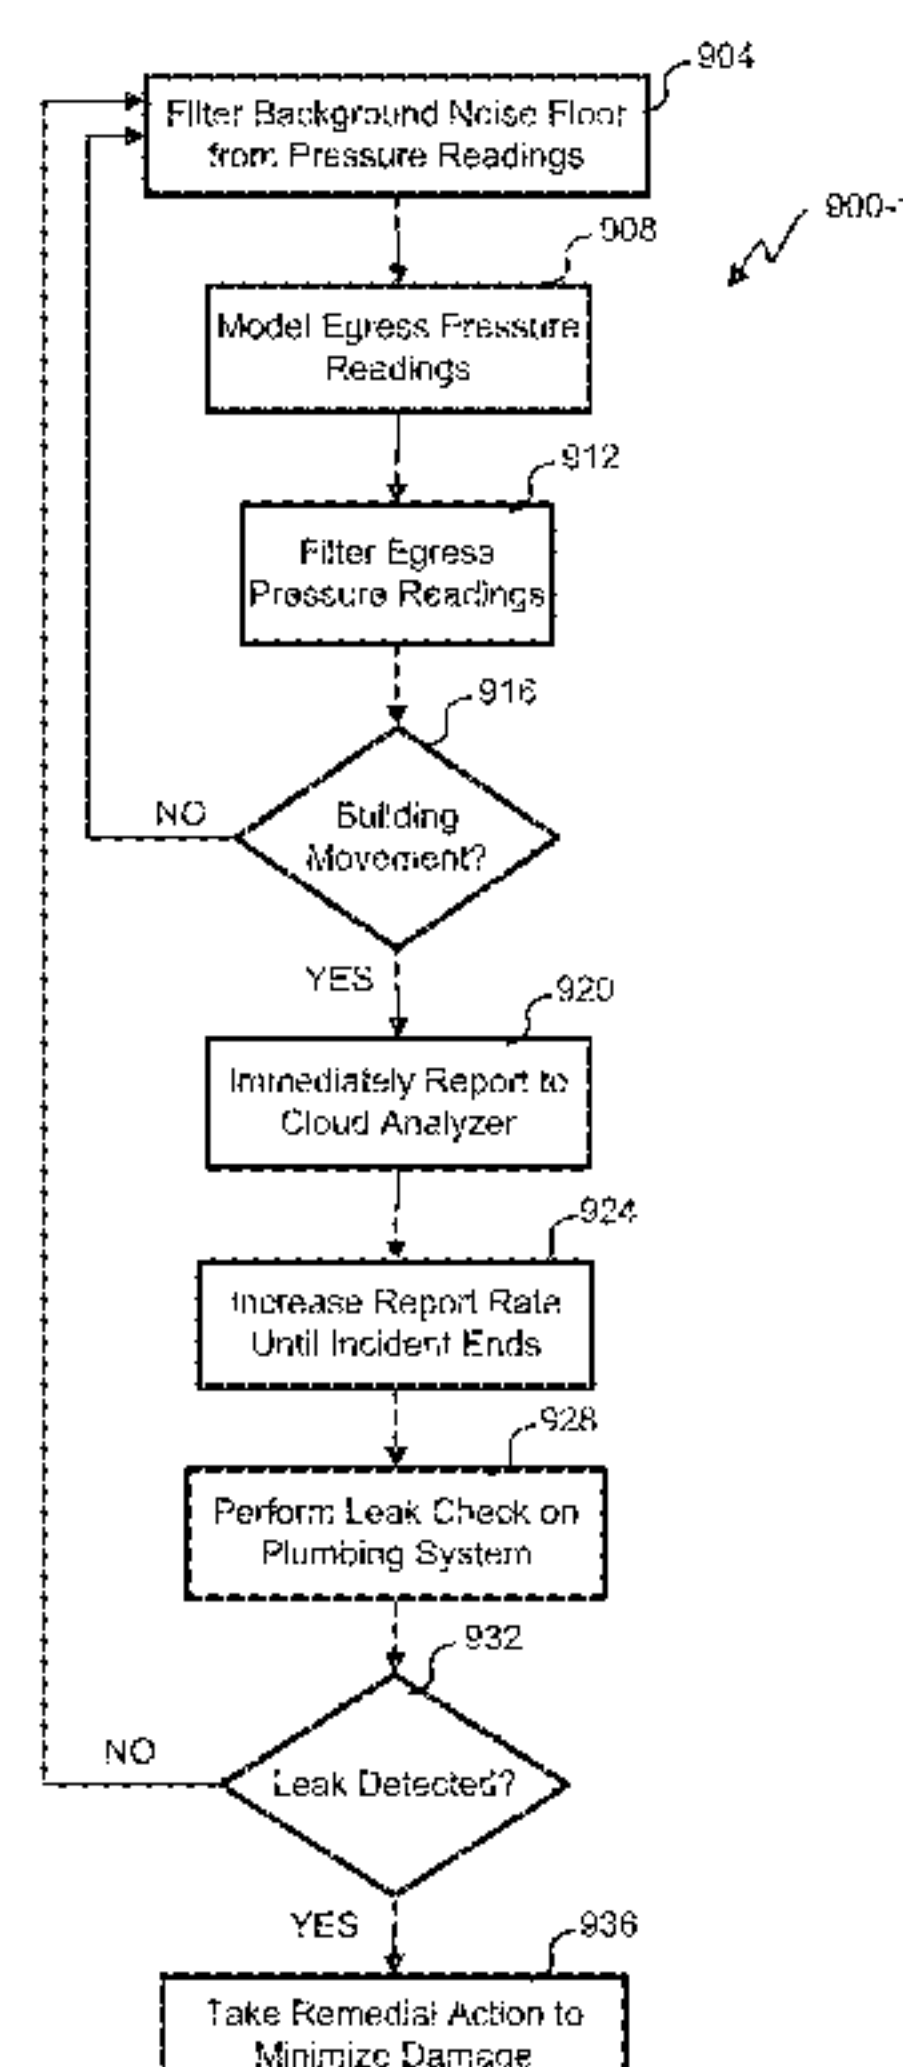 904
Filter Background Noise Floor
from Pressure Readings
900-1
908
Model Egress Pressure
Readings
912
Filter Egress
Pressure Readings
916
Building
Movement?
NO
YES
920
Immediately Report to
Cloud Analyzer
924
Increase Report Rate
Until Incident Ends
928
Perform Leak Check on
Plumbing System
932
NO
Leak Detected?
YES
936
Take Remedial Action to
Minimize Damage